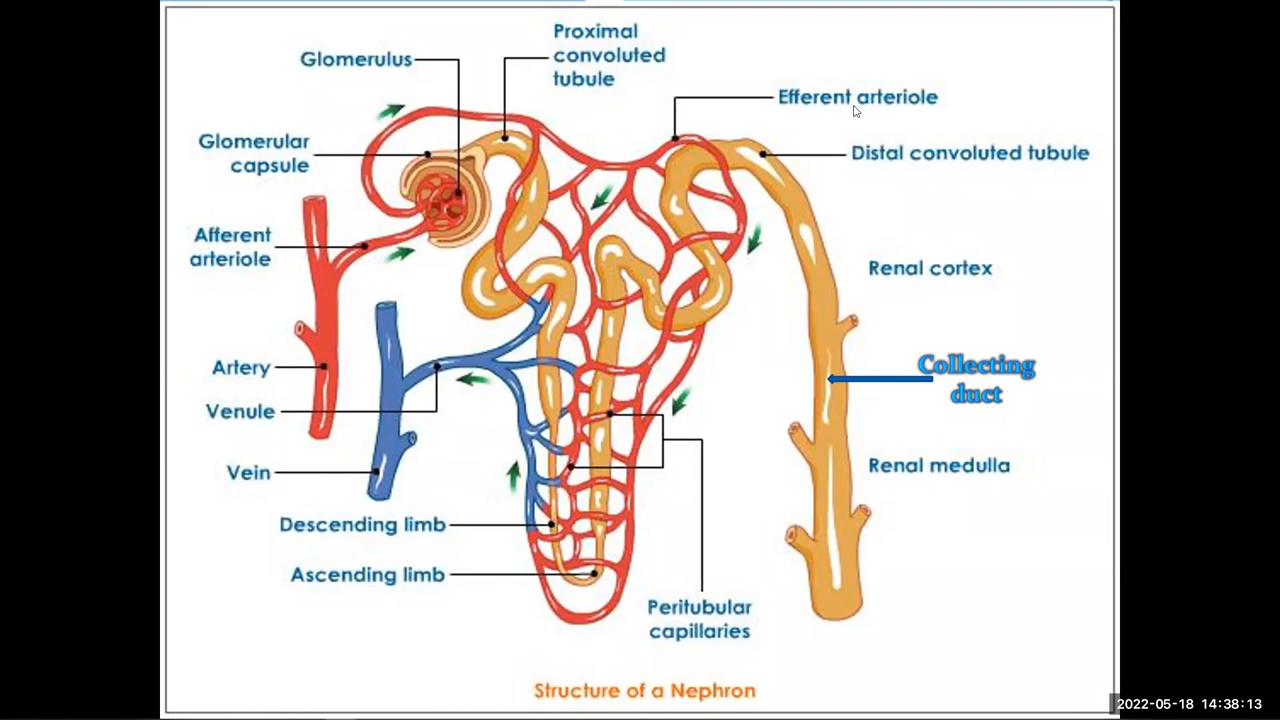 Proximal
convoluted
tubule
Glomerulus
Efferent arteriole
Glomerular
capsule
Distal convoluted tubule
Afferent
arteriole
Renal cortex
Artery
Collecting
duct
Venule
Vein
Renal medulla
Descending limb
Ascending limb
Peritubular
capillaries
Structure of a Nephron
2022-05-18 14:38:13